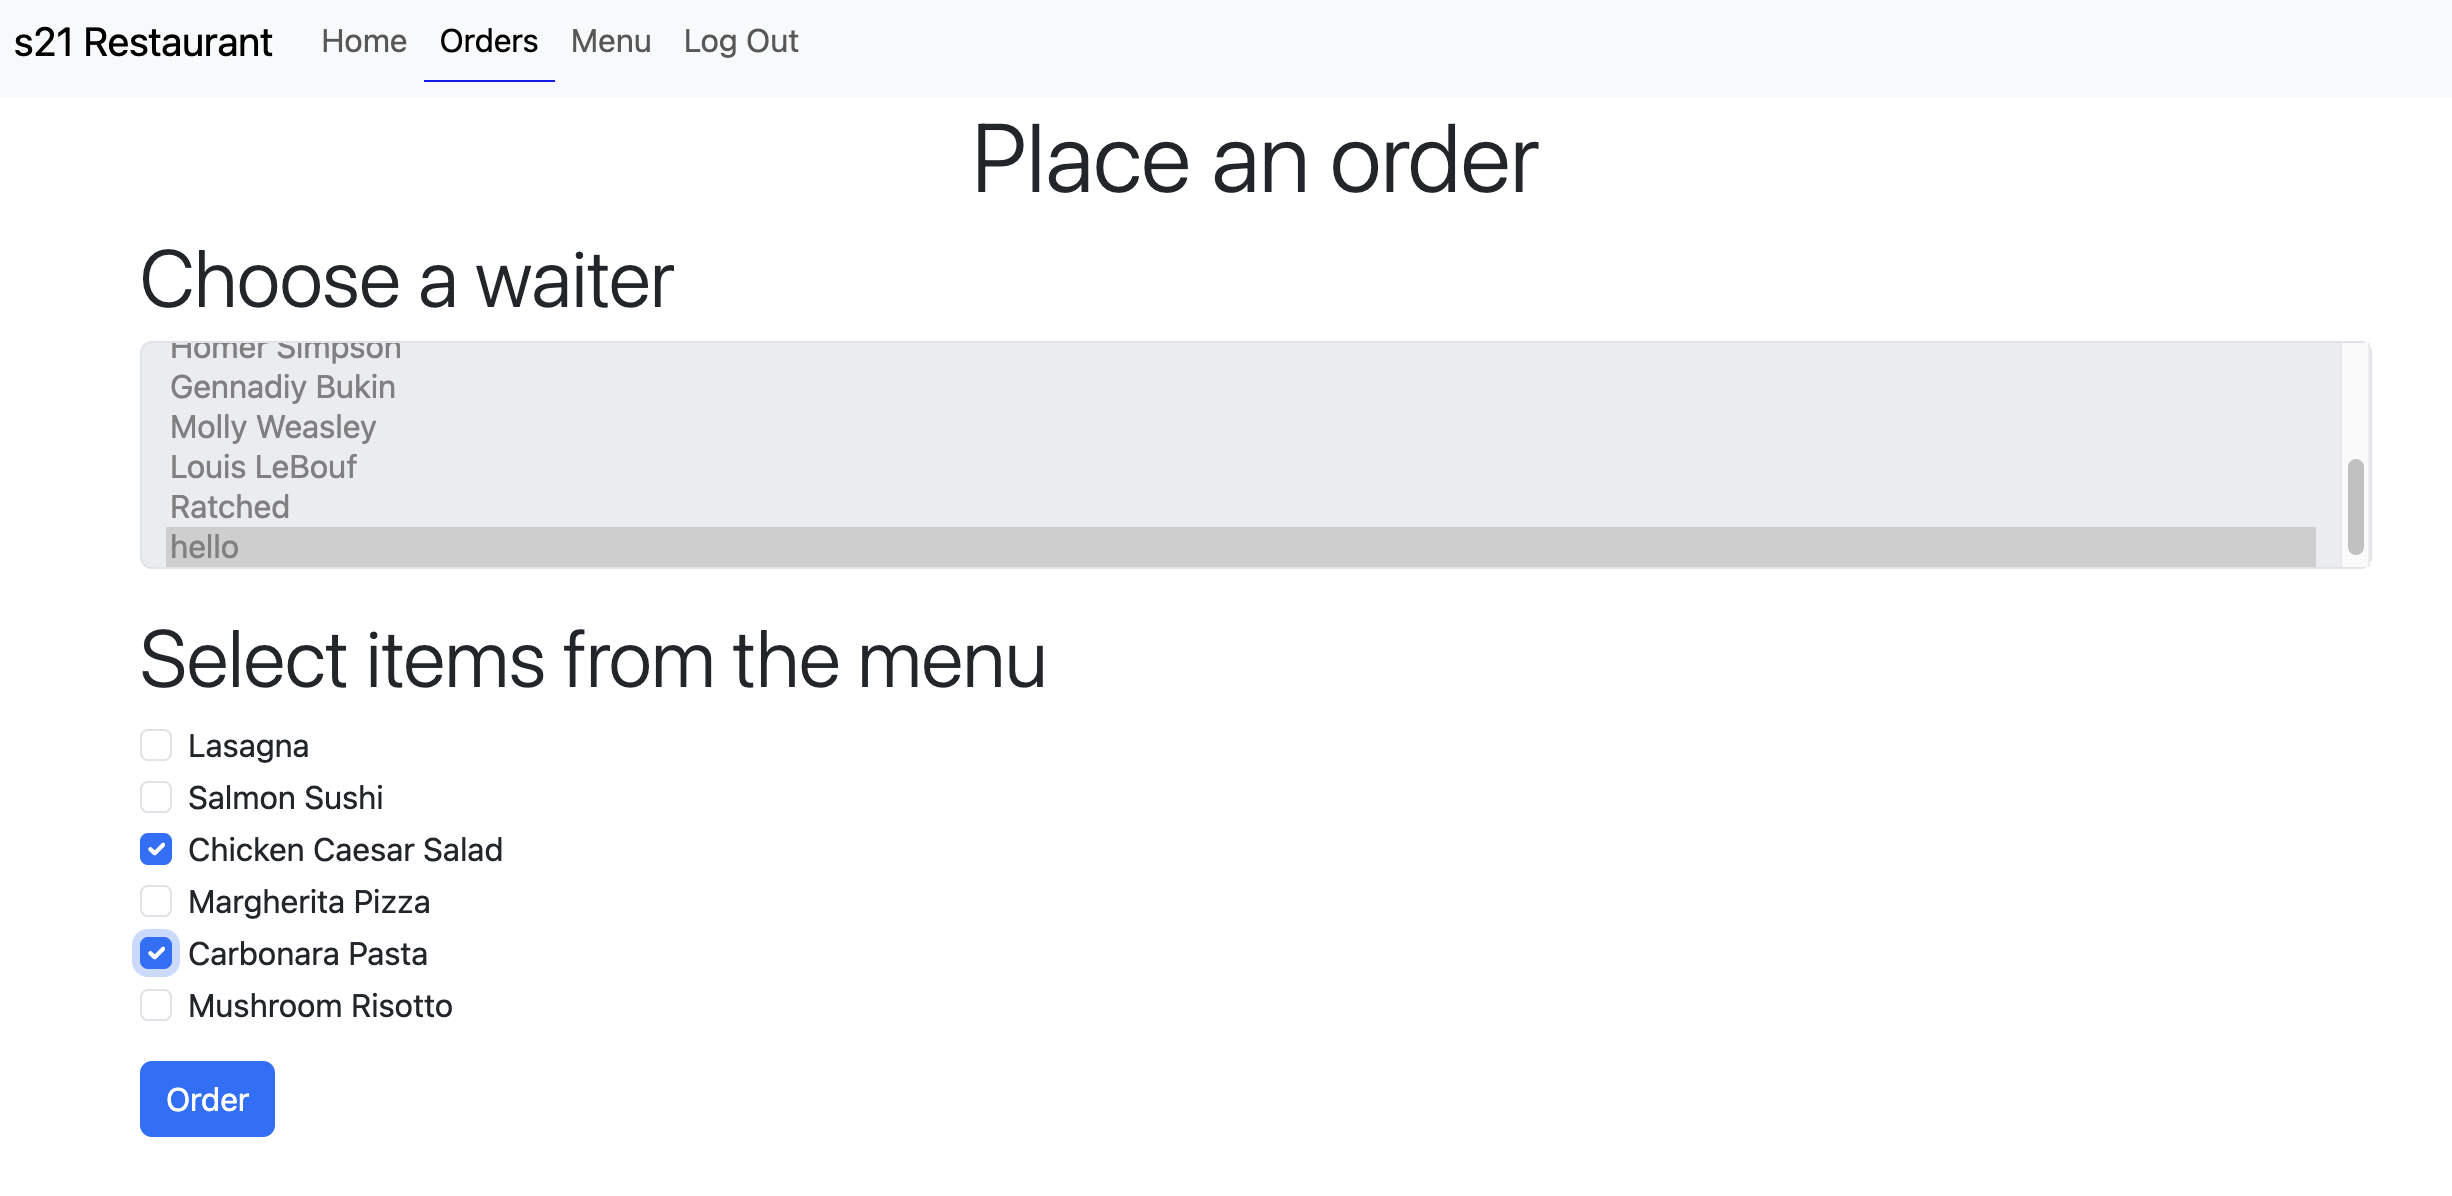 s21 Restaurant Home Orders Menu Log Out
Place an order
Choose a waiter
Homer Simpson
Gennadiy Bukin
Molly Weasley
Louis LeBouf
Ratched
hello
Select items from the menu
Lasagna
Salmon Sushi
Chicken Caesar Salad
Margherita Pizza
Carbonara Pasta
Mushroom Risotto
Order